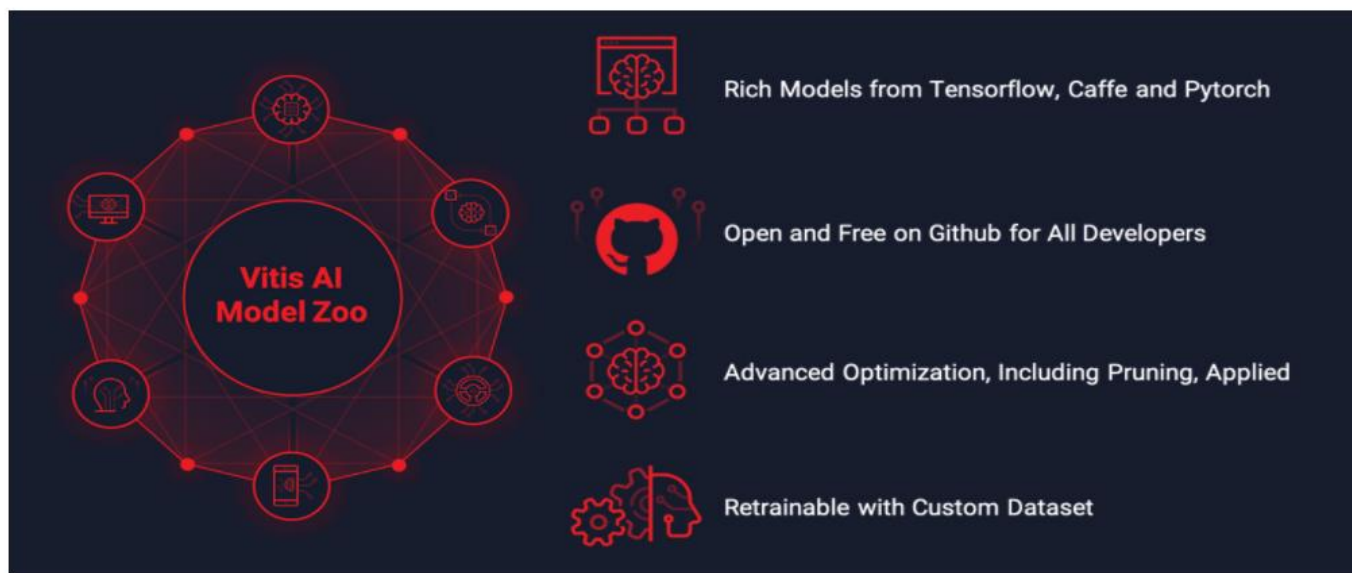 Vitis AI
Model Zoo
Rich Models from Tensorflow, Caffe and Pytorch
Open and Free on Github for All Developers
Advanced Optimization, Including Pruning, Applied
Retrainable with Custom Dataset